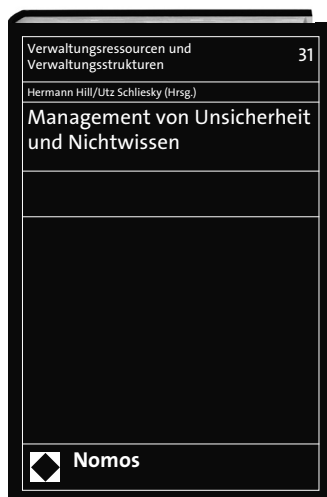 Verwaltungsressourcen und
Verwaltungsstrukturen
31
Hermann Hill/Utz Schliesky (Hrsg.)
Management von Unsicherheit
und Nichtwissen
Nomos